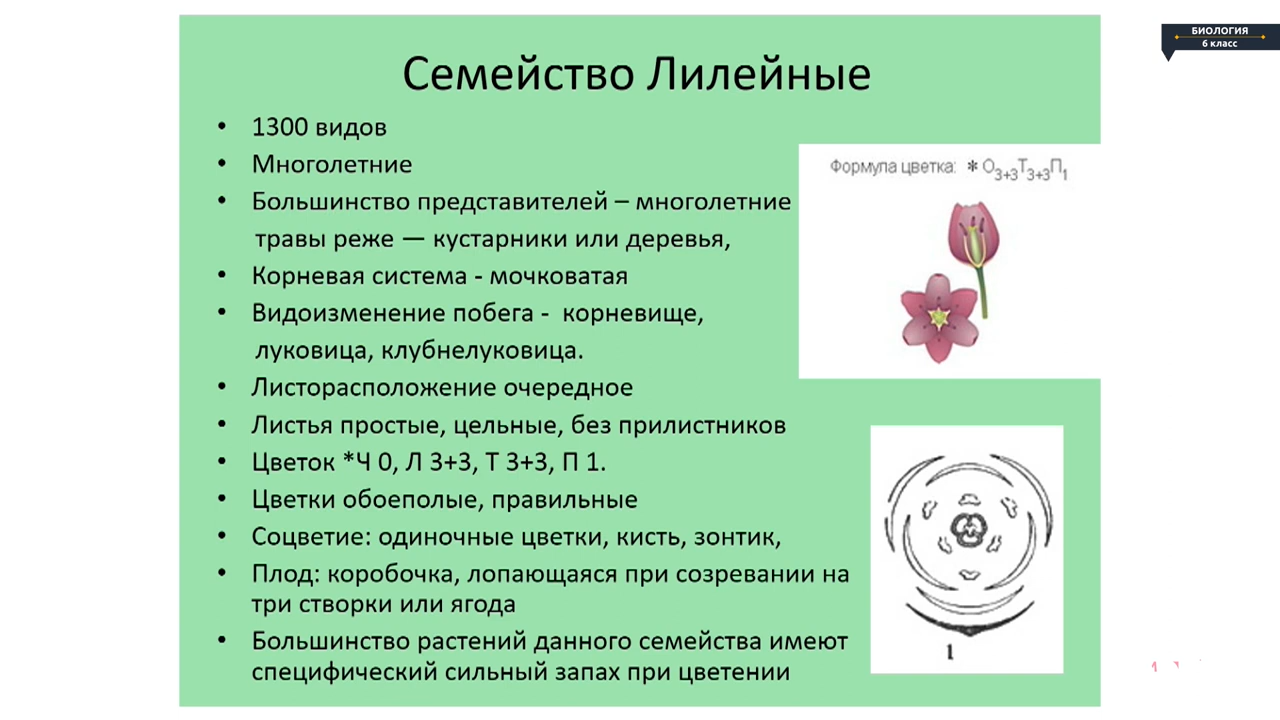 БИОЛОГИЯ
6 класс
Семейство Лилейные
• 1300 видов
• Многолетние
• Большинство представителей – многолетние
травы реже — кустарники или деревья,
• Корневая система - мочковатая
• Видоизменение побега - корневище,
луковица, клубнелуковица.
• Листорасположение очередное
• Листья простые, цельные, без прилистников
• Цветок *Ч 0, Л 3+3, Т 3+3, П 1.
• Цветки обоеполые, правильные
• Соцветие: одиночные цветки, кисть, зонтик,
• Плод: коробочка, лопающаяся при созревании на
три створки или ягода
• Большинство растений данного семейства имеют
специфический сильный запах при цветении
Формула цветка: * О3+3Т3+3П1
1